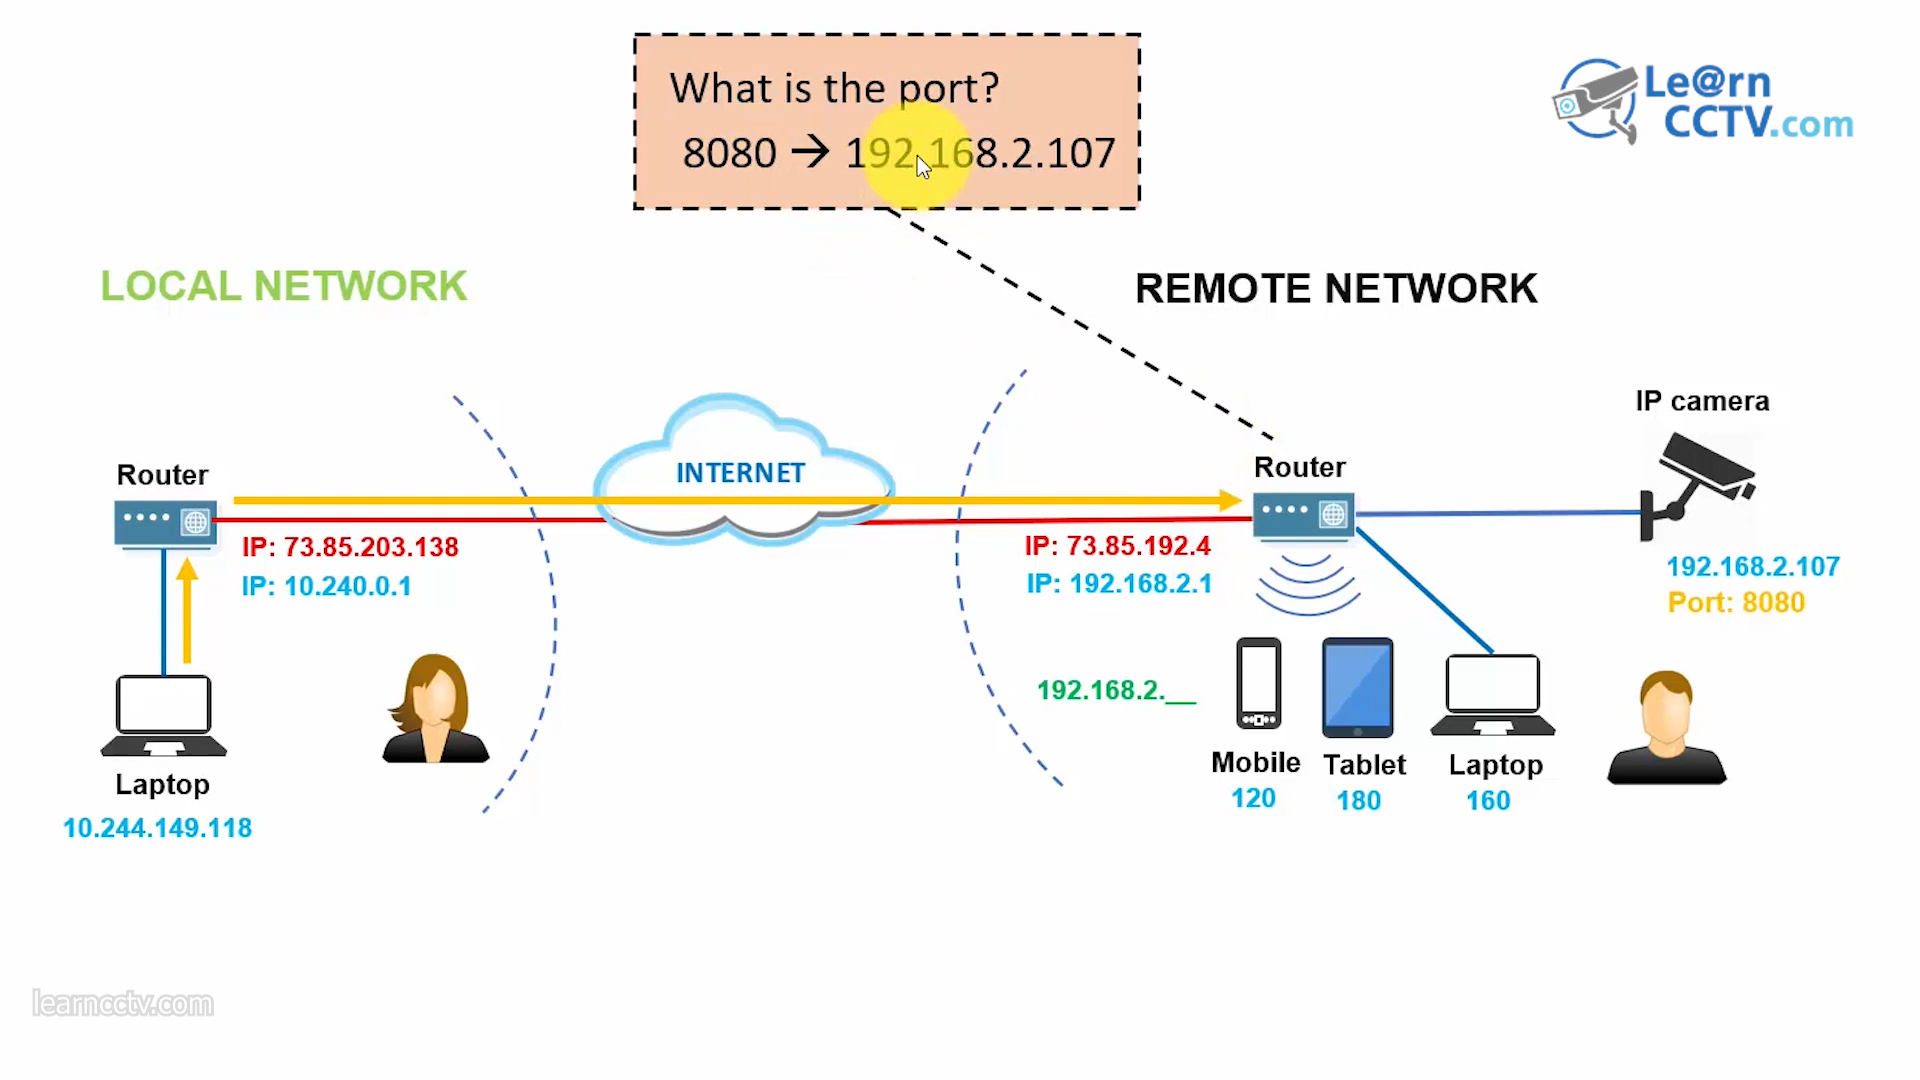 What is the port?
8080 → 192.168.2.107
Le@rn
CCTV.com
LOCAL NETWORK
REMOTE NETWORK
IP camera
INTERNET
Router
Router
IP: 73.85.203.138
IP: 10.240.0.1
IP: 73.85.192.4
IP: 192.168.2.1
192.168.2.107
Port: 8080
192.168.2.__
Laptop
10.244.149.118
Mobile
120
Tablet
180
Laptop
160
learncctv.com